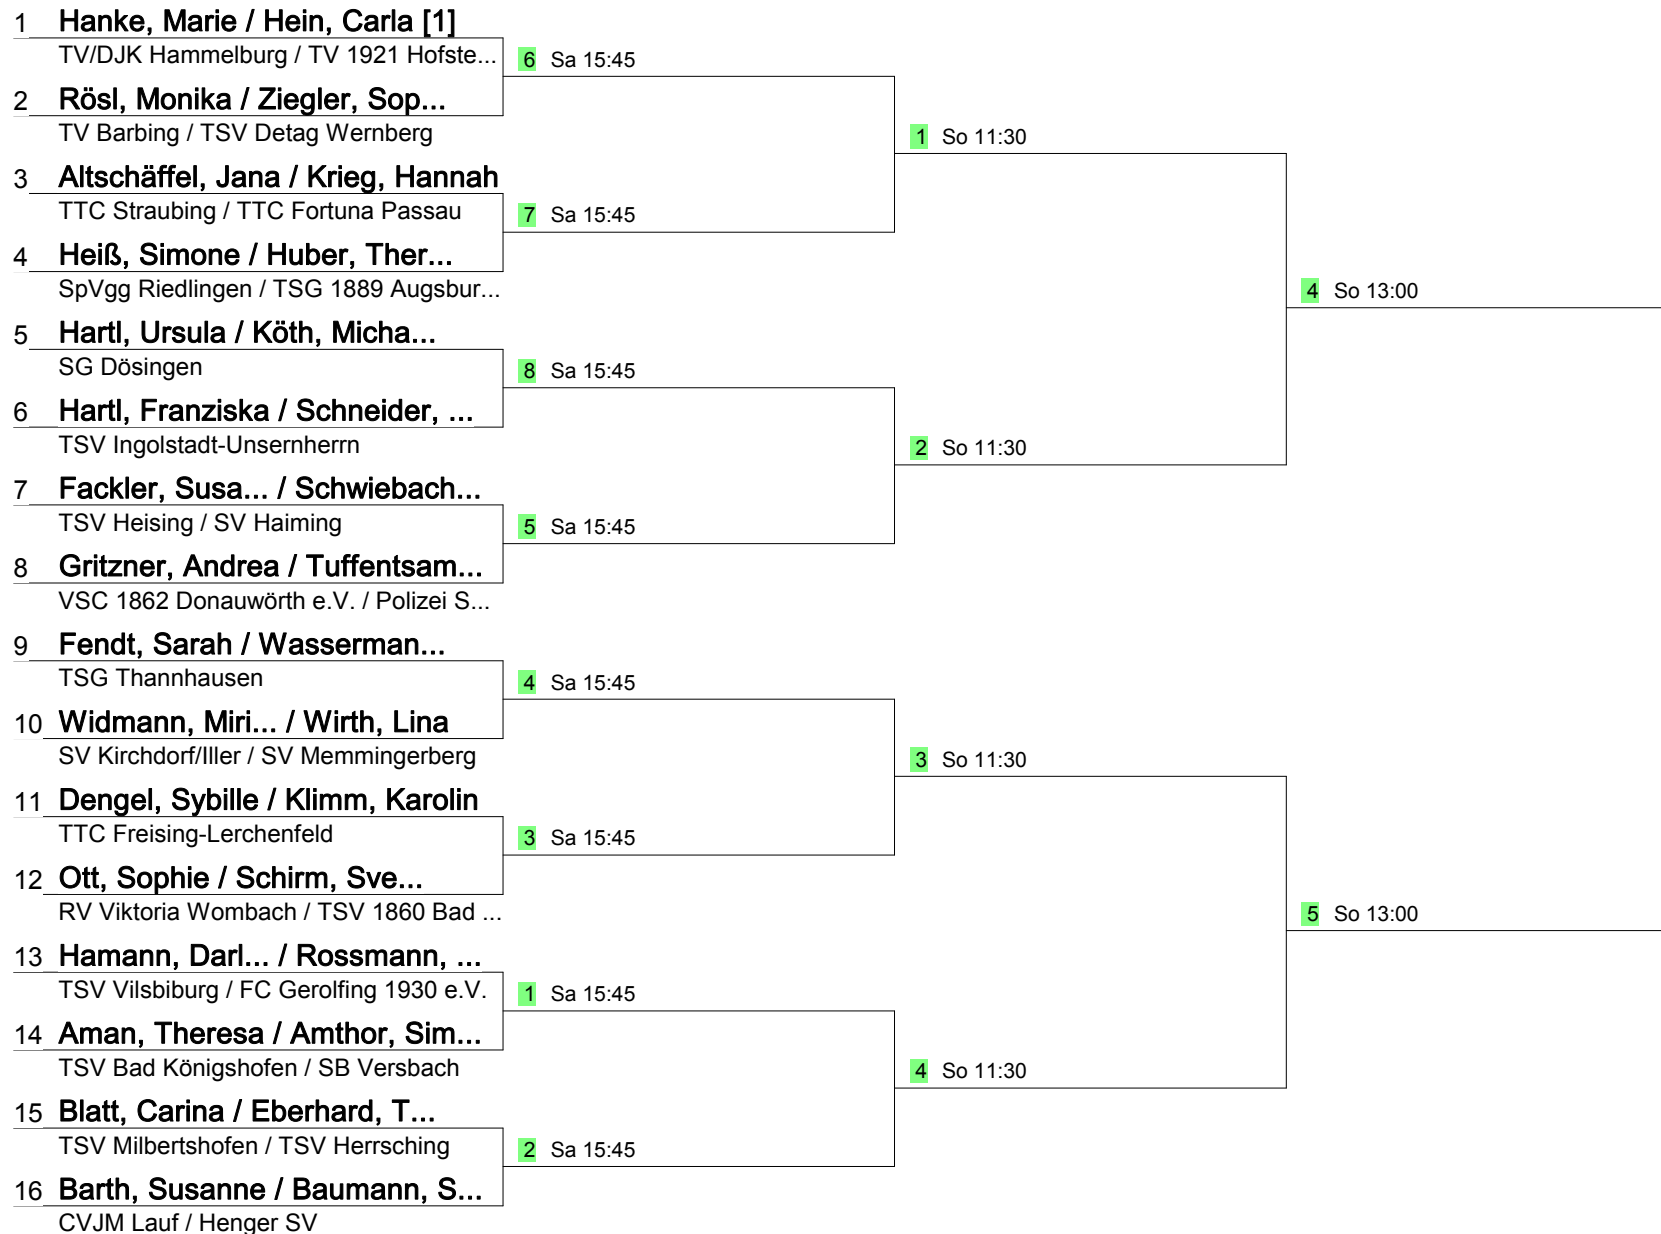 1 Hanke, Marie / Hein, Carla [1]
TV/DJK Hammelburg / TV 1921 Hofste...
6 Sa 15:45
2 Rösl, Monika / Ziegler, Sop...
TV Barbing / TSV Detag Wernberg
1 So 11:30
3 Altschäffel, Jana / Krieg, Hannah
TTC Straubing / TTC Fortuna Passau
7 Sa 15:45
4 Heiß, Simone / Huber, Ther...
SpVgg Riedlingen / TSG 1889 Augsbur...
4 So 13:00
5 Hartl, Ursula / Köth, Micha...
SG Dösingen
8 Sa 15:45
6 Hartl, Franziska / Schneider, ...
TSV Ingolstadt-Unsernherrn
2 So 11:30
7 Fackler, Susa... / Schwiebach...
TSV Heising / SV Haiming
5 Sa 15:45
8 Gritzner, Andrea / Tuffentsam...
VSC 1862 Donauwörth e.V. / Polizei S...
9 Fendt, Sarah / Wasserman...
TSG Thannhausen
4 Sa 15:45
10 Widmann, Miri... / Wirth, Lina
SV Kirchdorf/Iller / SV Memmingerberg
3 So 11:30
11 Dengel, Sybille / Klimm, Karolin
TTC Freising-Lerchenfeld
3 Sa 15:45
12 Ott, Sophie / Schirm, Sve...
RV Viktoria Wombach / TSV 1860 Bad ...
5 So 13:00
13 Hamann, Darl... / Rossmann, ...
TSV Vilsbiburg / FC Gerolfing 1930 e.V.
1 Sa 15:45
14 Aman, Theresa / Amthor, Sim...
TSV Bad Königshofen / SB Versbach
4 So 11:30
15 Blatt, Carina / Eberhard, T...
TSV Milbertshofen / TSV Herrsching
2 Sa 15:45
16 Barth, Susanne / Baumann, S...
CVJM Lauf / Henger SV